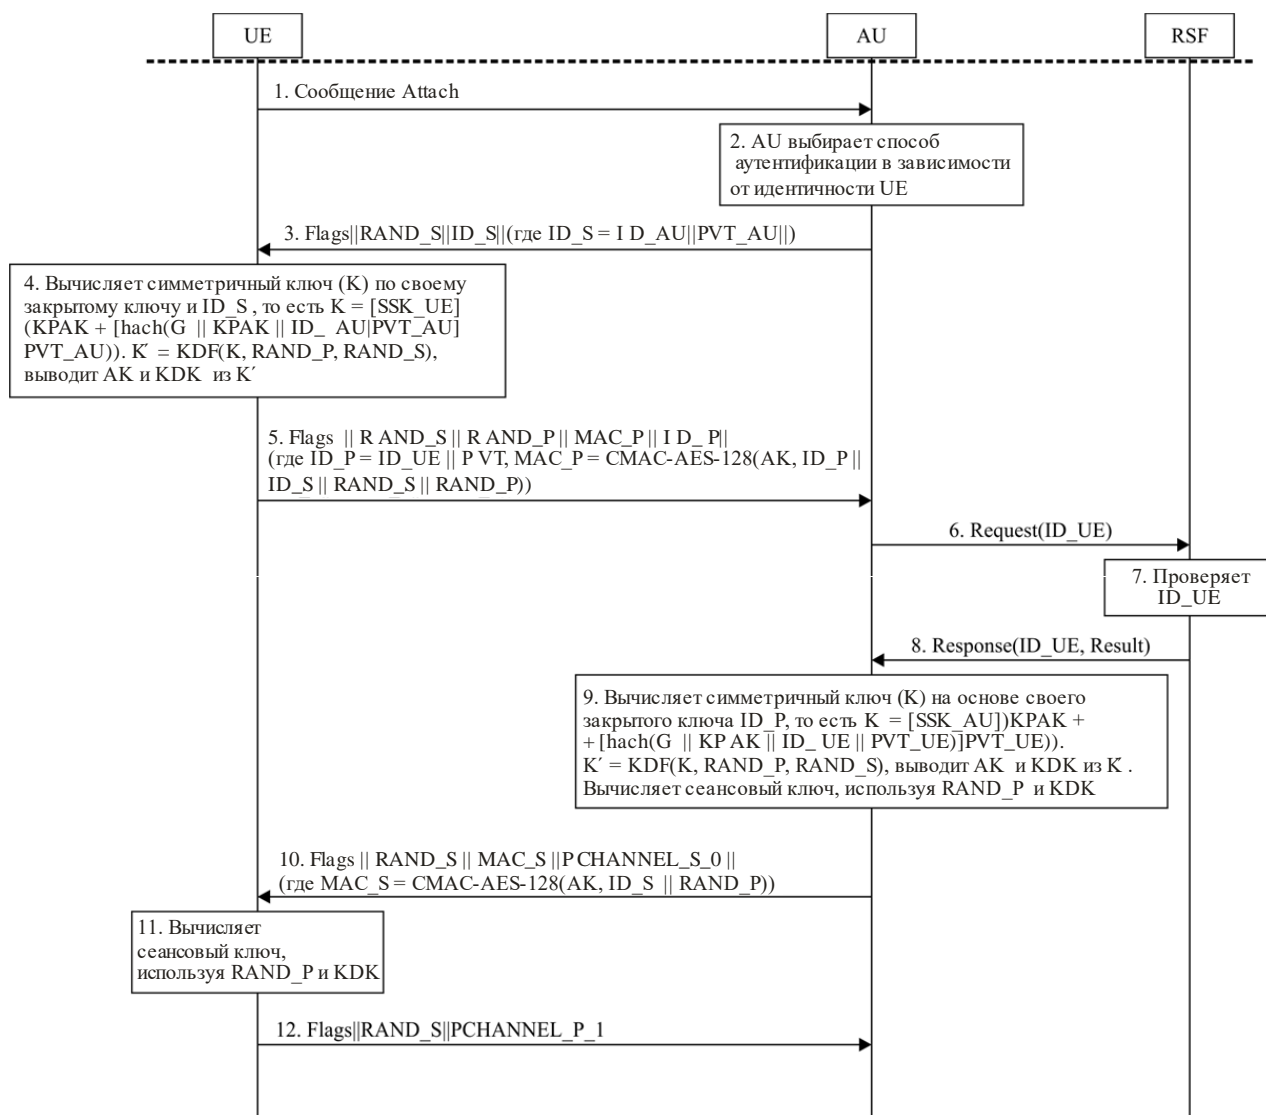 UE
AU
RSF
1. Сообщение Attach
2. AU выбирает способ
аутентификации в зависимости
от идентичности UE
3. Flags||RAND_S||ID_S||(где ID_S = I D_AU||PVT_AU||)
4. Вычисляет симметричный ключ (K) по своему
закрытому ключу и ID_S , то есть K = [SSK_UE]
(KPAK + [hach(G || KPAK || ID_ AU|PVT_AU]
PVT_AU)). K′ = KDF(K, RAND_P, RAND_S),
выводит AK и KDK из K′
5. Flags || R AND_S || R AND_P || MAC_P || I D_ P||
(где ID_P = ID_UE || P VT, MAC_P = CMAC-AES-128(AK, ID_P ||
ID_S || RAND_S || RAND_P))
6. Request(ID_UE)
7. Проверяет
ID_UE
8. Response(ID_UE, Result)
9. Вычисляет симметричный ключ (K) на основе своего
закрытого ключа ID_P, то есть K = [SSK_AU])KPAK +
+ [hach(G || KP AK || ID_ UE || PVT_UE)]PVT_UE)).
K′ = KDF(K, RAND_P, RAND_S), выводит AK и KDK из K .
Вычисляет сеансовый ключ, используя RAND_P и KDK
10. Flags || RAND_S || MAC_S ||P CHANNEL_S_0 ||
(где MAC_S = CMAC-AES-128(AK, ID_S || RAND_P))
11. Вычисляет
сеансовый ключ,
используя RAND_P и KDK
12. Flags||RAND_S||PCHANNEL_P_1